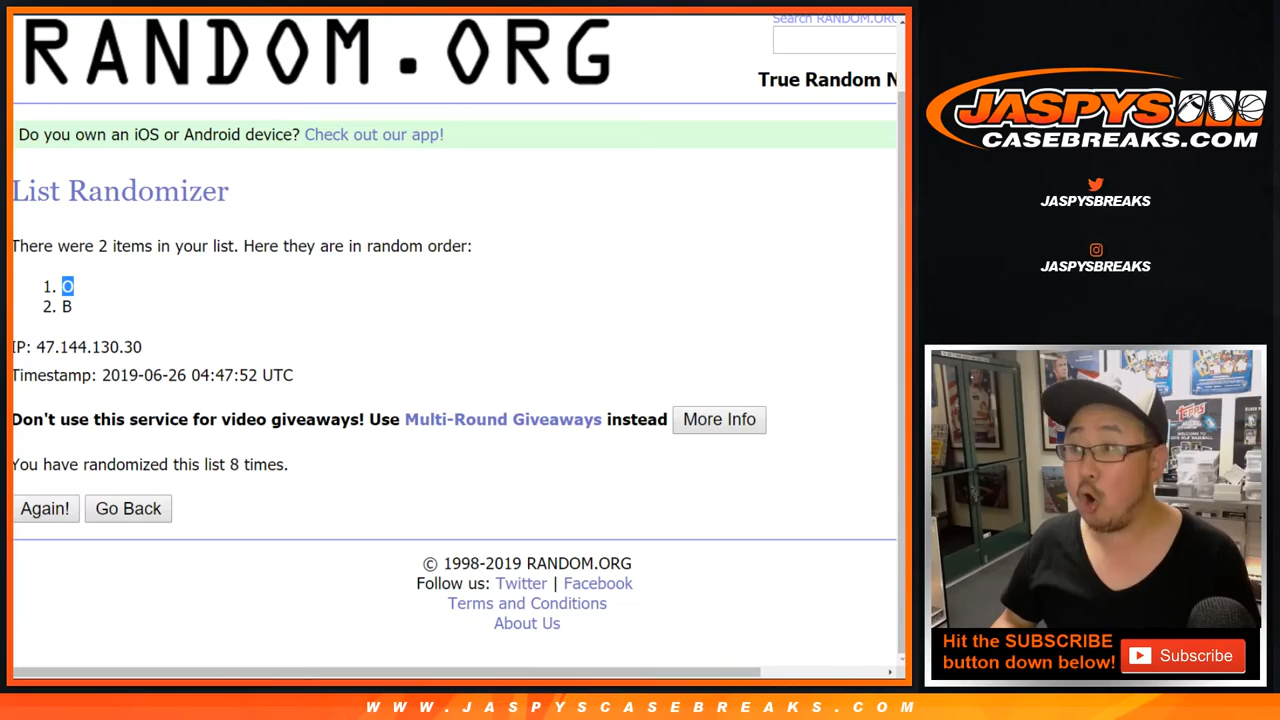 Search RANDOM.ORG
RANDOM.ORG
True Random N
Do you own an iOS or Android device? Check out our app!
List Randomizer
There were 2 items in your list. Here they are in random order:
1. O
2. B
IP: 47.144.130.30
Timestamp: 2019-06-26 04:47:52 UTC
Don't use this service for video giveaways! Use Multi-Round Giveaways instead More Info
You have randomized this list 8 times.
Again! Go Back
© 1998-2019 RANDOM.ORG
Follow us: Twitter | Facebook
Terms and Conditions
About Us
JASPYS
CASEBREAKS.COM
JASPYSBREAKS
JASPYSBREAKS
TOPPS
WELCOME TO
Hit the SUBSCRIBE
button down below!
Subscribe
WWW.JASPYSCASEBREAKS.COM